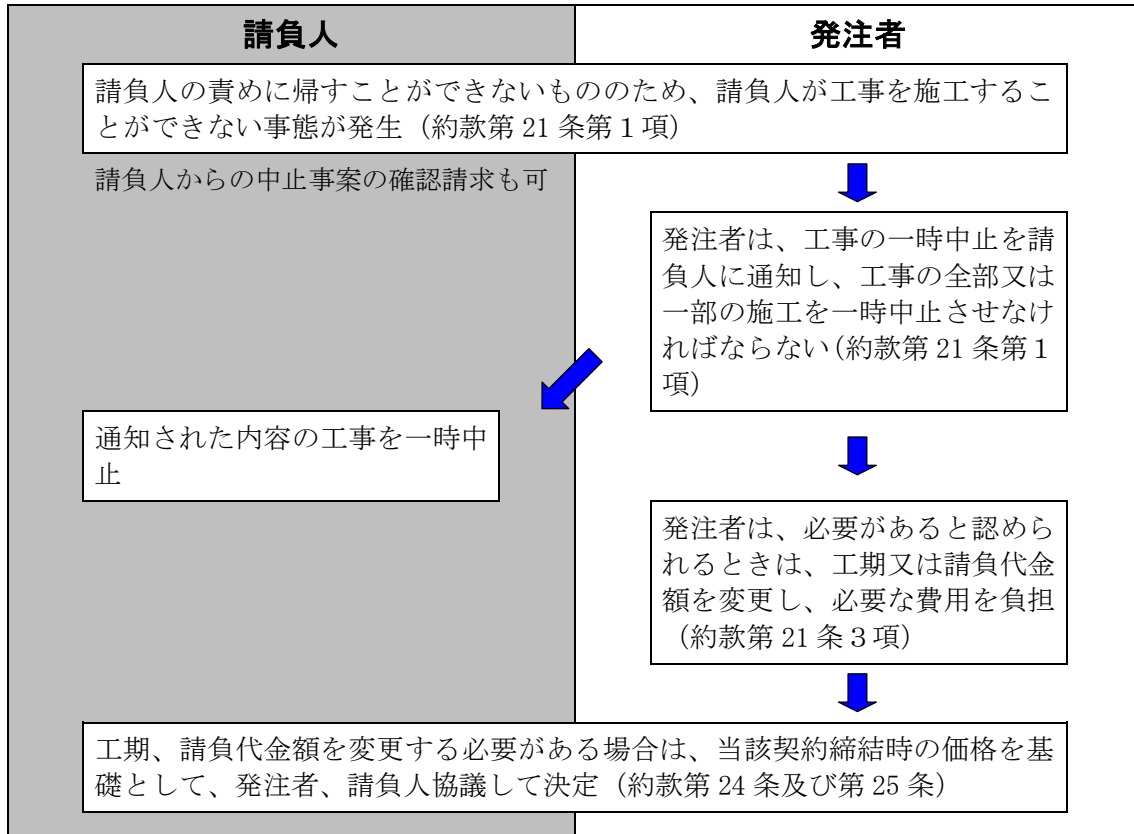 請負人
発注者
請負人の責めに帰すことができないもののため、請負人が工事を施工するこ
とができない事態が発生（約款第 21 条第１項）
請負人からの中止事案の確認請求も可
発注者は、工事の一時中止を請
負人に通知し、工事の全部又は
一部の施工を一時中止させなけ
ればならない（約款第 21 条第１
項）
通知された内容の工事を一時中
止
発注者は、必要があると認めら
れるときは、工期又は請負代金
額を変更し、必要な費用を負担
（約款第 21 条３項）
工期、請負代金額を変更する必要がある場合は、当該契約締結時の価格を基
礎として、発注者、請負人協議して決定（約款第 24 条及び第 25 条）